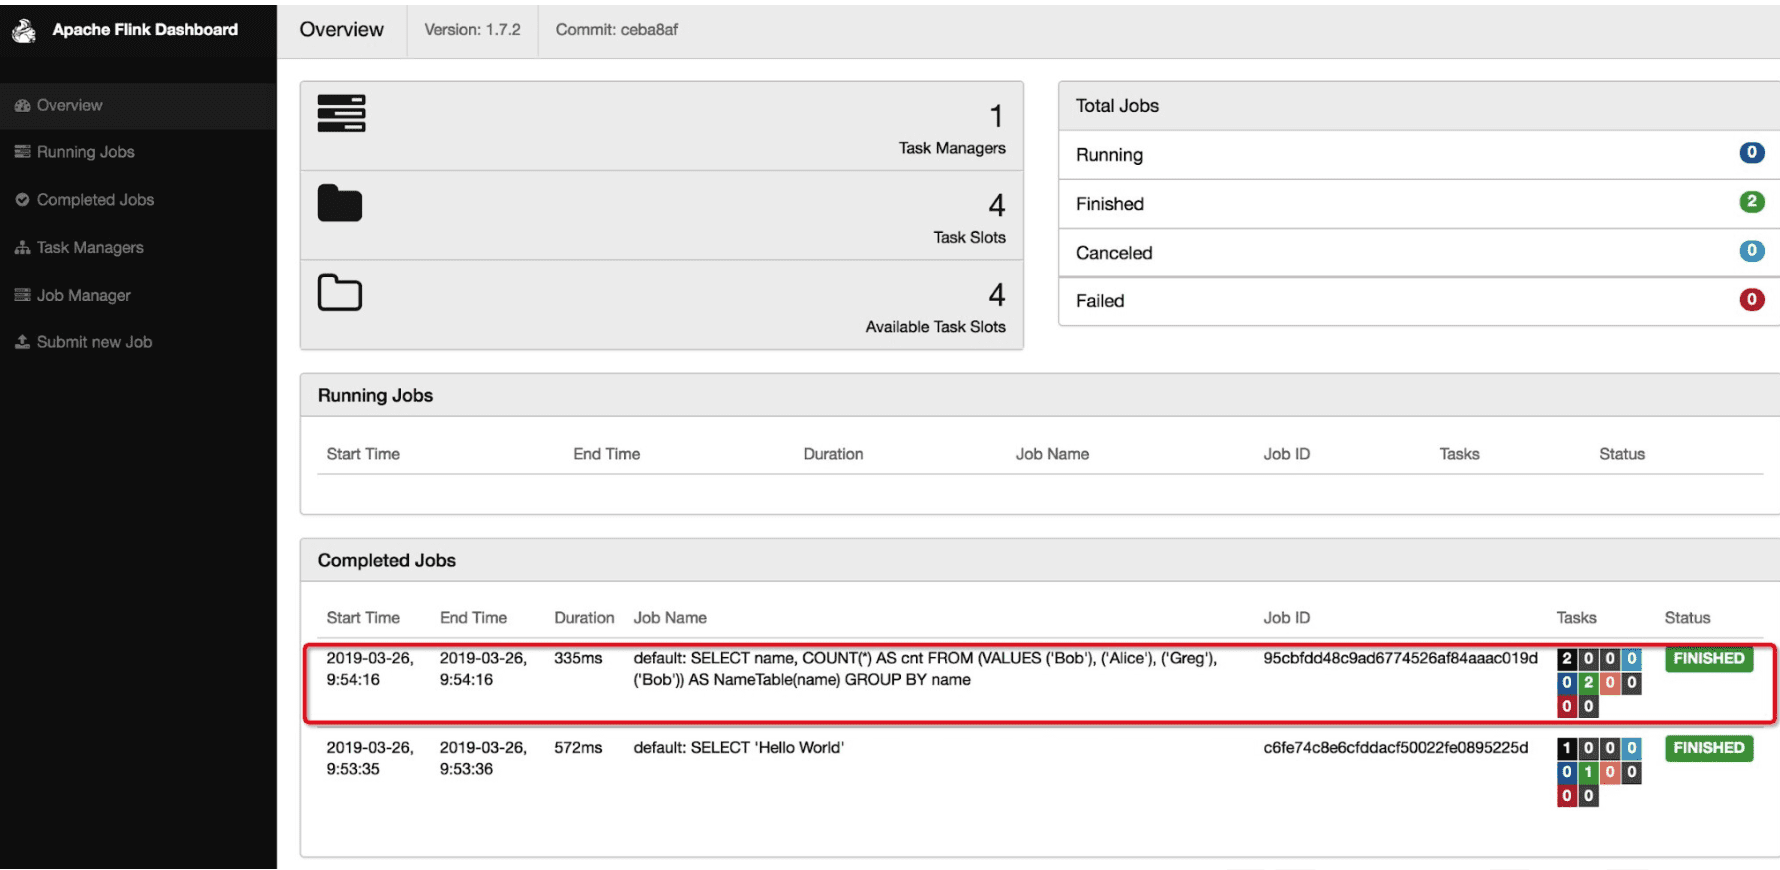 Apache Flink Dashboard
Overview
Version: 1.7.2
Commit: ceba8af
Overview
Running Jobs
Completed Jobs
Task Managers
Job Manager
Submit new Job
1
Task Managers
4
Task Slots
4
Available Task Slots
Total Jobs
Running 0
Finished 2
Canceled 0
Failed 0
Running Jobs
Start Time End Time Duration Job Name Job ID Tasks Status
Completed Jobs
Start Time End Time Duration Job Name Job ID Tasks Status
2019-03-26, 2019-03-26, 335ms default: SELECT name, COUNT(*) AS cnt FROM (VALUES ('Bob'), ('Alice'), ('Greg'), 95cbfdd48c9ad6774526af84aaac019d 2 0 0 0 FINISHED
9:54:16 9:54:16 ('Bob')) AS NameTable(name) GROUP BY name 0 2 0 0
0 0
2019-03-26, 2019-03-26, 572ms default: SELECT 'Hello World' c6fe74c8e6cfddacf50022fe0895225d 1 0 0 0 FINISHED
9:53:35 9:53:36 0 1 0 0
0 0